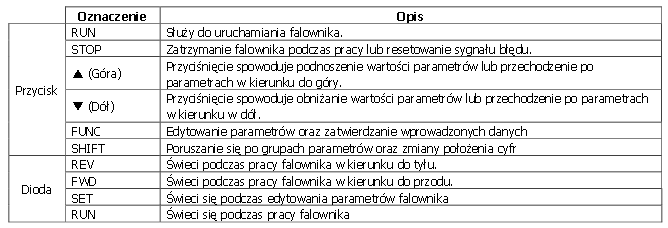 Oznaczenie Opis
Przycisk
RUN Służy do uruchamiania falownika.
STOP Zatrzymanie falownika podczas pracy lub resetowanie sygnału błędu.
▲ (Góra) Przyciśnięcie spowoduje podnoszenie wartości parametrów lub przechodzenie po
parametrach w kierunku do góry.
▼ (Dół) Przyciśnięcie spowoduje obniżanie wartości parametrów lub przechodzenie po parametrach
w kierunku w dół.
FUNC Edytowanie parametrów oraz zatwierdzanie wprowadzonych danych
SHIFT Poruszanie się po grupach parametrów oraz zmiany położenia cyfr
Dioda
REV Świeci podczas pracy falownika w kierunku do tyłu.
FWD Świeci podczas pracy falownika w kierunku do przodu.
SET Świeci się podczas edytowania parametrów falownika
RUN Świeci się podczas pracy falownika